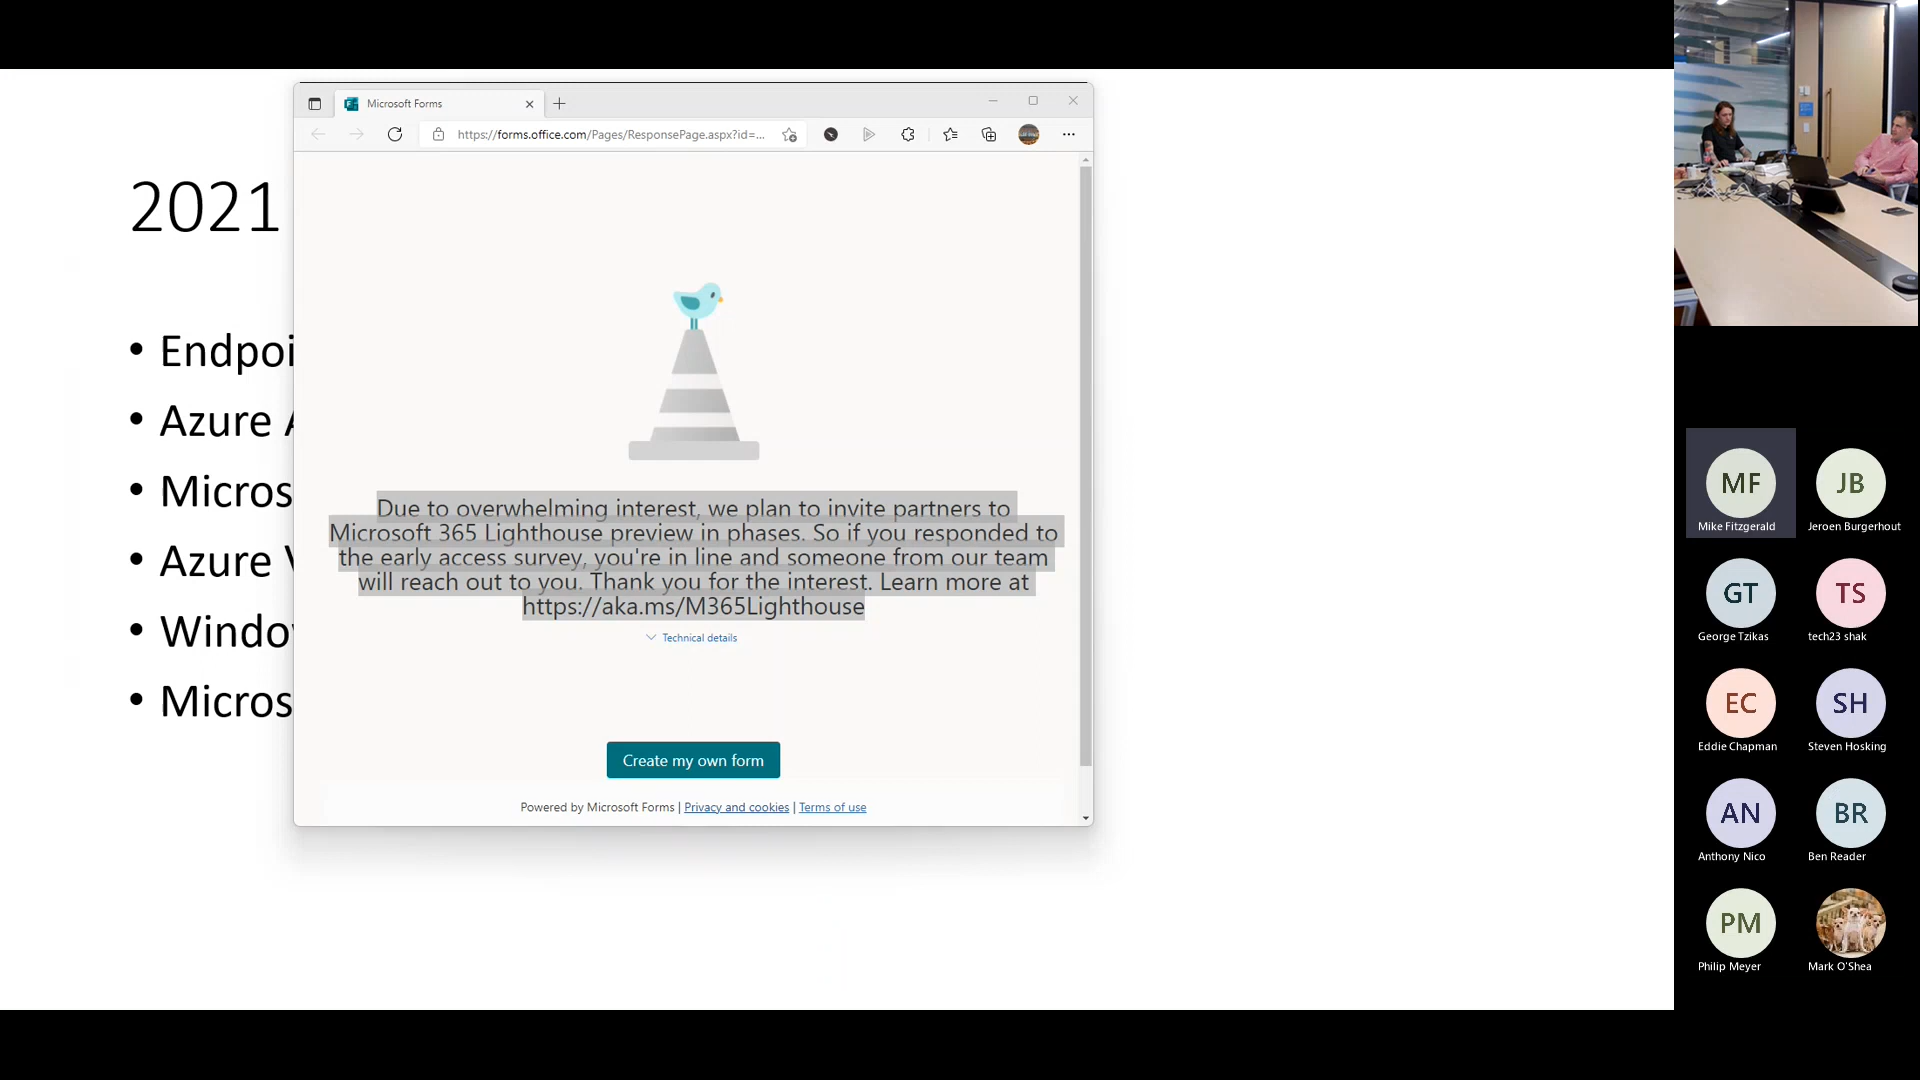 Microsoft Forms
https://forms.office.com/Pages/ResponsePage.aspx?id=...
2021
• Endpoi
• Azure A
• Micros
• Azure V
• Windo
• Micros
Due to overwhelming interest, we plan to invite partners to
Microsoft 365 Lighthouse preview in phases. So if you responded to
the early access survey, you're in line and someone from our team
will reach out to you. Thank you for the interest. Learn more at
https://aka.ms/M365Lighthouse
Technical details
Create my own form
Powered by Microsoft Forms | Privacy and cookies | Terms of use
MF
Mike Fitzgerald
JB
Jeroen Burgerhout
GT
George Tzikas
TS
tech23 shak
EC
Eddie Chapman
SH
Steven Hosking
AN
Anthony Nico
BR
Ben Reader
PM
Philip Meyer
Mark O'Shea